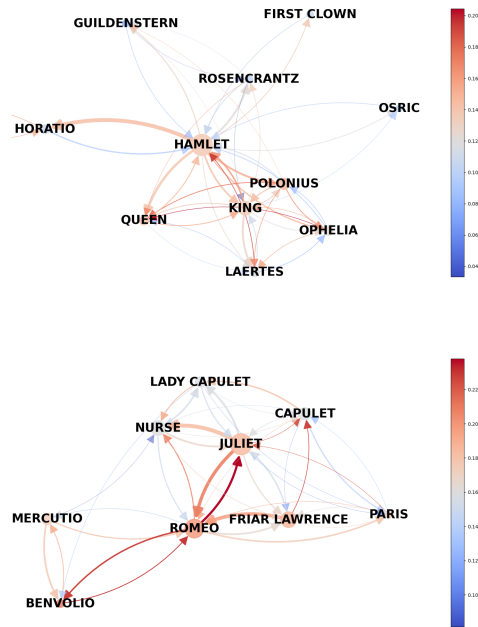 FIRST CLOWN
GUILDENSTERN
ROSENCRANTZ
OSRIC
HORATIO
HAMLET
POLONIUS
KING
QUEEN
OPHELIA
LAERTES
0.20
0.18
0.16
0.14
0.12
0.10
0.08
0.06
0.04
LADY CAPULET
CAPULET
NURSE
JULIET
MERCUTIO
ROMEO
FRIAR LAWRENCE
PARIS
BENVOLIO
0.22
0.20
0.18
0.16
0.14
0.12
0.10